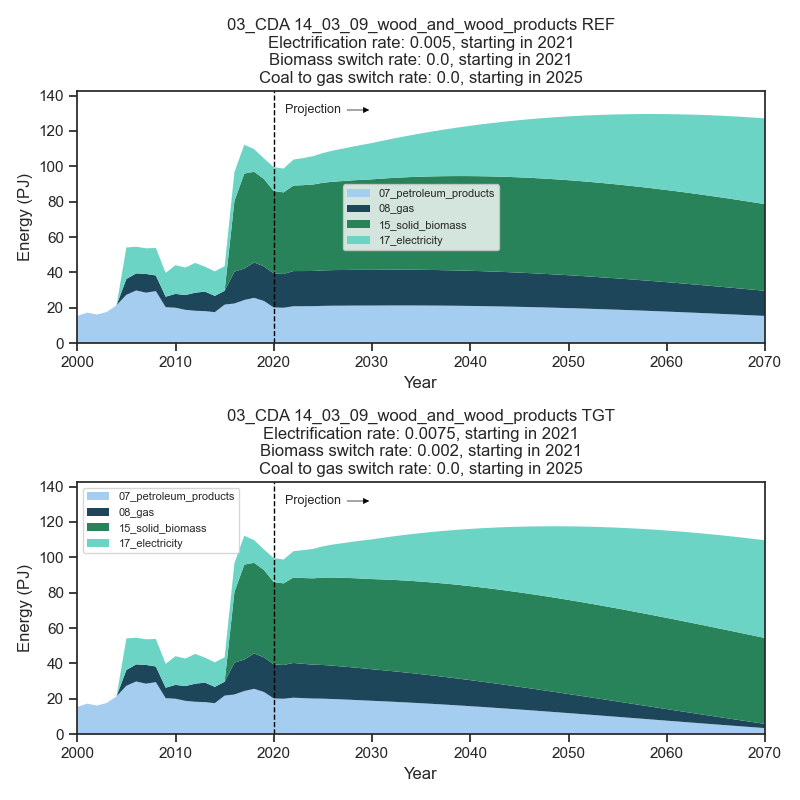 03_CDA 14_03_09_wood_and_wood_products REF
Electrification rate: 0.005, starting in 2021
Biomass switch rate: 0.0, starting in 2021
Coal to gas switch rate: 0.0, starting in 2025
140
120
100
80
60
40
20
0
Energy (PJ)
Projection
07_petroleum_products
08_gas
15_solid_biomass
17_electricity
2000 2010 2020 2030 2040 2050 2060 2070
Year
03_CDA 14_03_09_wood_and_wood_products TGT
Electrification rate: 0.0075, starting in 2021
Biomass switch rate: 0.002, starting in 2021
Coal to gas switch rate: 0.0, starting in 2025
140
120
100
80
60
40
20
0
Energy (PJ)
07_petroleum_products
08_gas
15_solid_biomass
17_electricity
Projection
2000 2010 2020 2030 2040 2050 2060 2070
Year